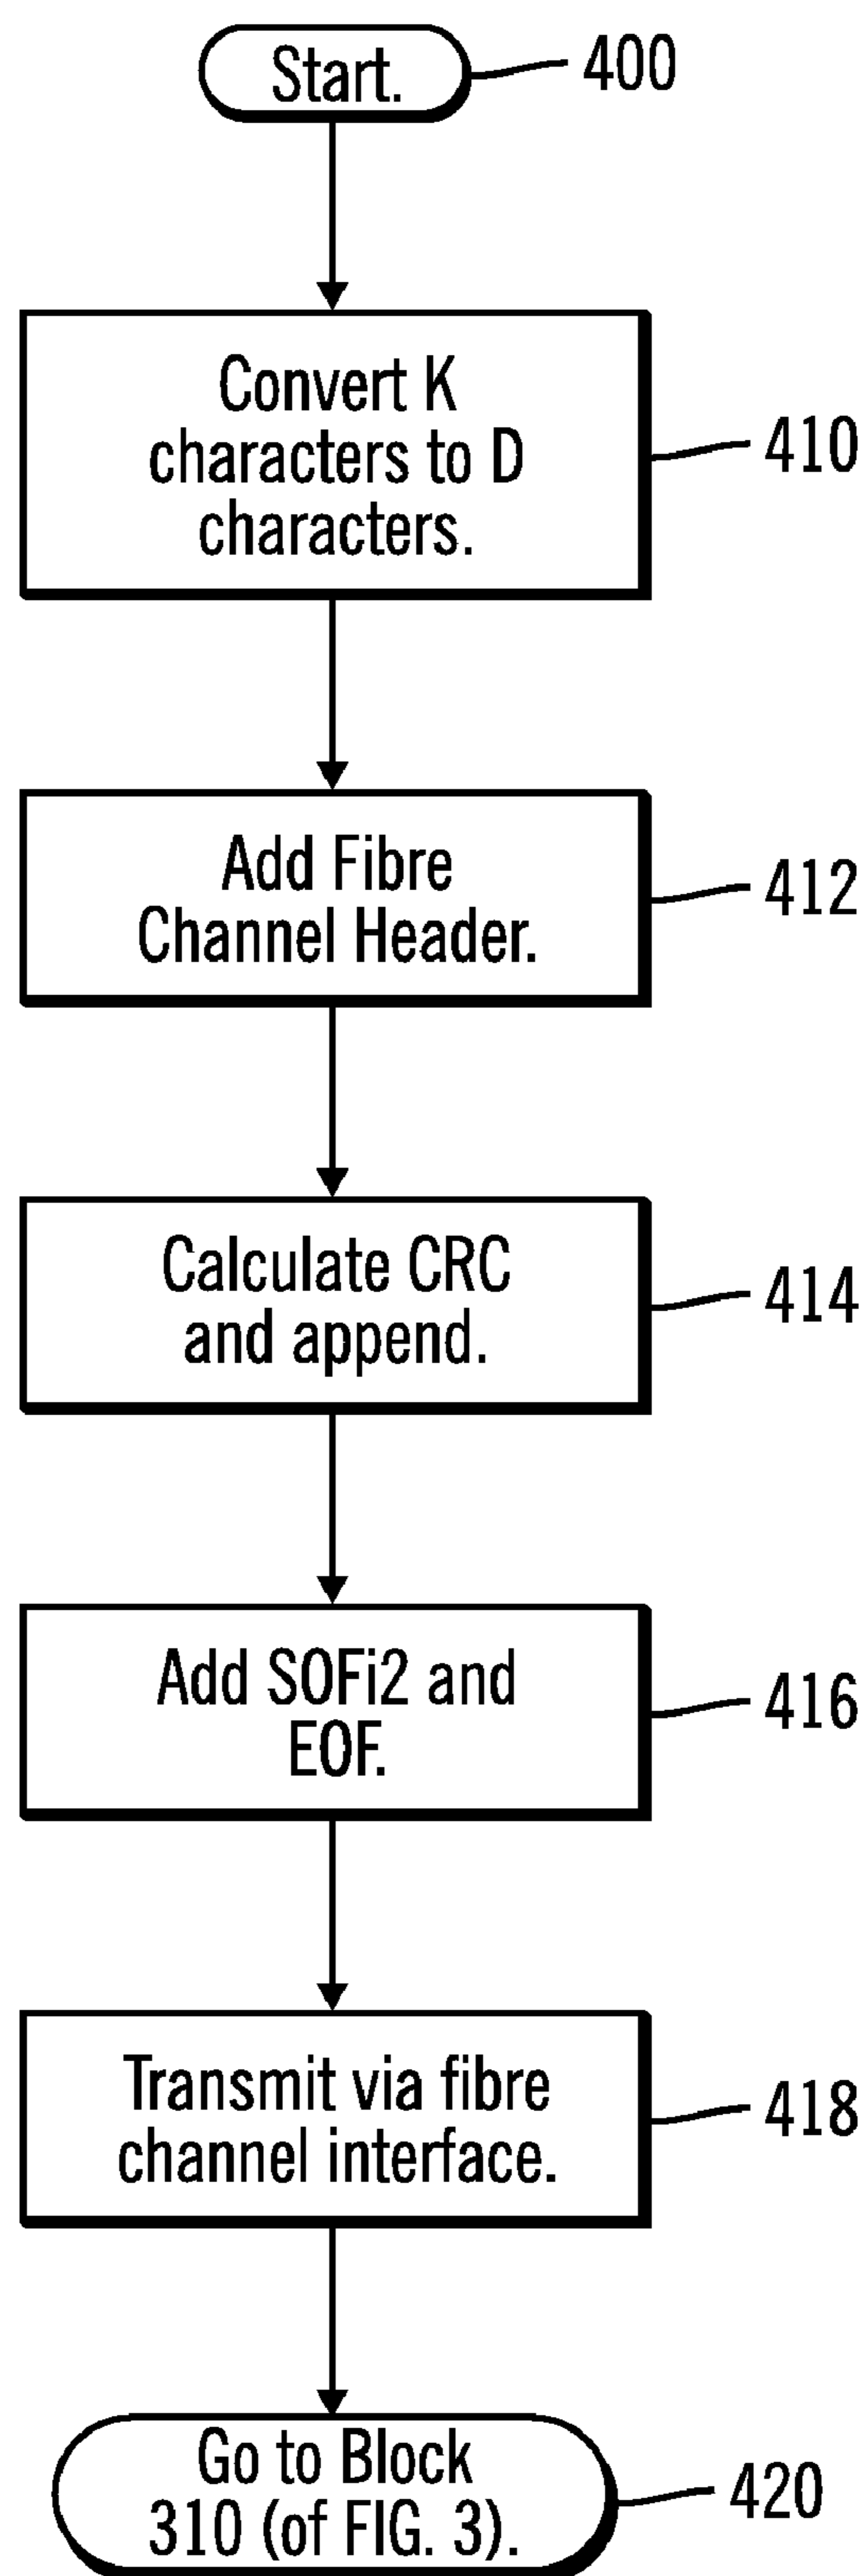 Start.
400
Convert K
characters to D
characters.
410
Add Fibre
Channel Header.
412
Calculate CRC
and append.
414
Add SOFi2 and
EOF.
416
Transmit via fibre
channel interface.
418
Go to Block
310 (of FIG. 3).
420